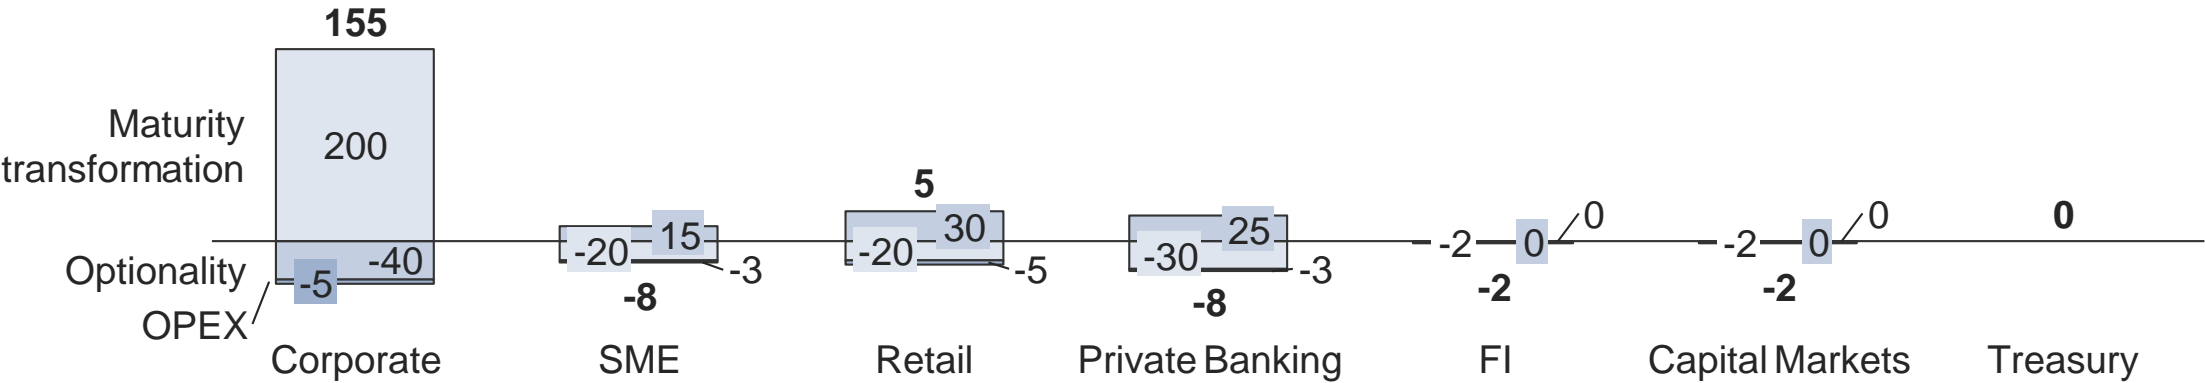 155
Maturity
transformation
200
5
15
30
25
0
0
0
-20
-20
-30
-2
0
-2
0
Optionality
-40
-5
-3
-5
-3
-8
-8
-2
-2
OPEX
Corporate
SME
Retail
Private Banking
FI
Capital Markets
Treasury